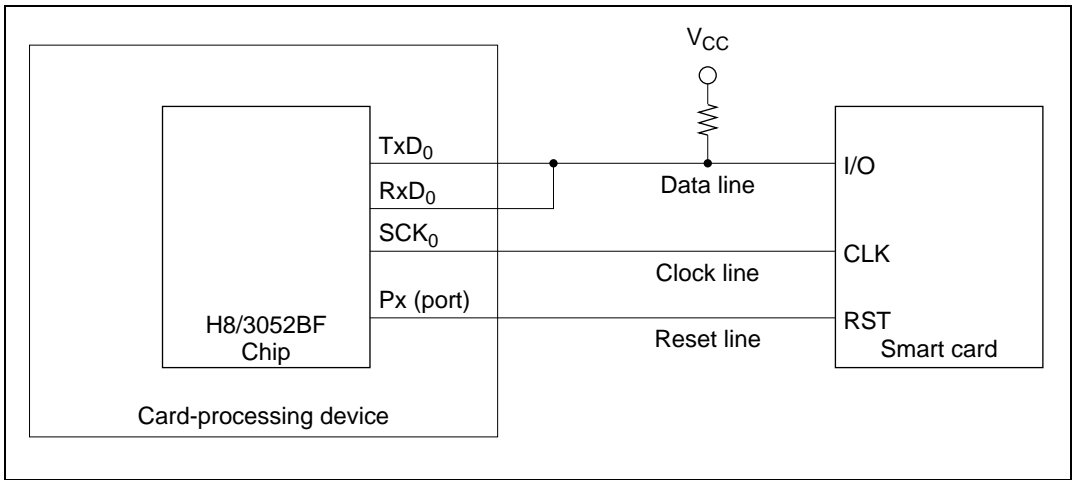 V_CC
TxD_0
I/O
Data line
RxD_0
SCK_0
CLK
Clock line
Px (port)
RST
Reset line
H8/3052BF
Chip
Smart card
Card-processing device